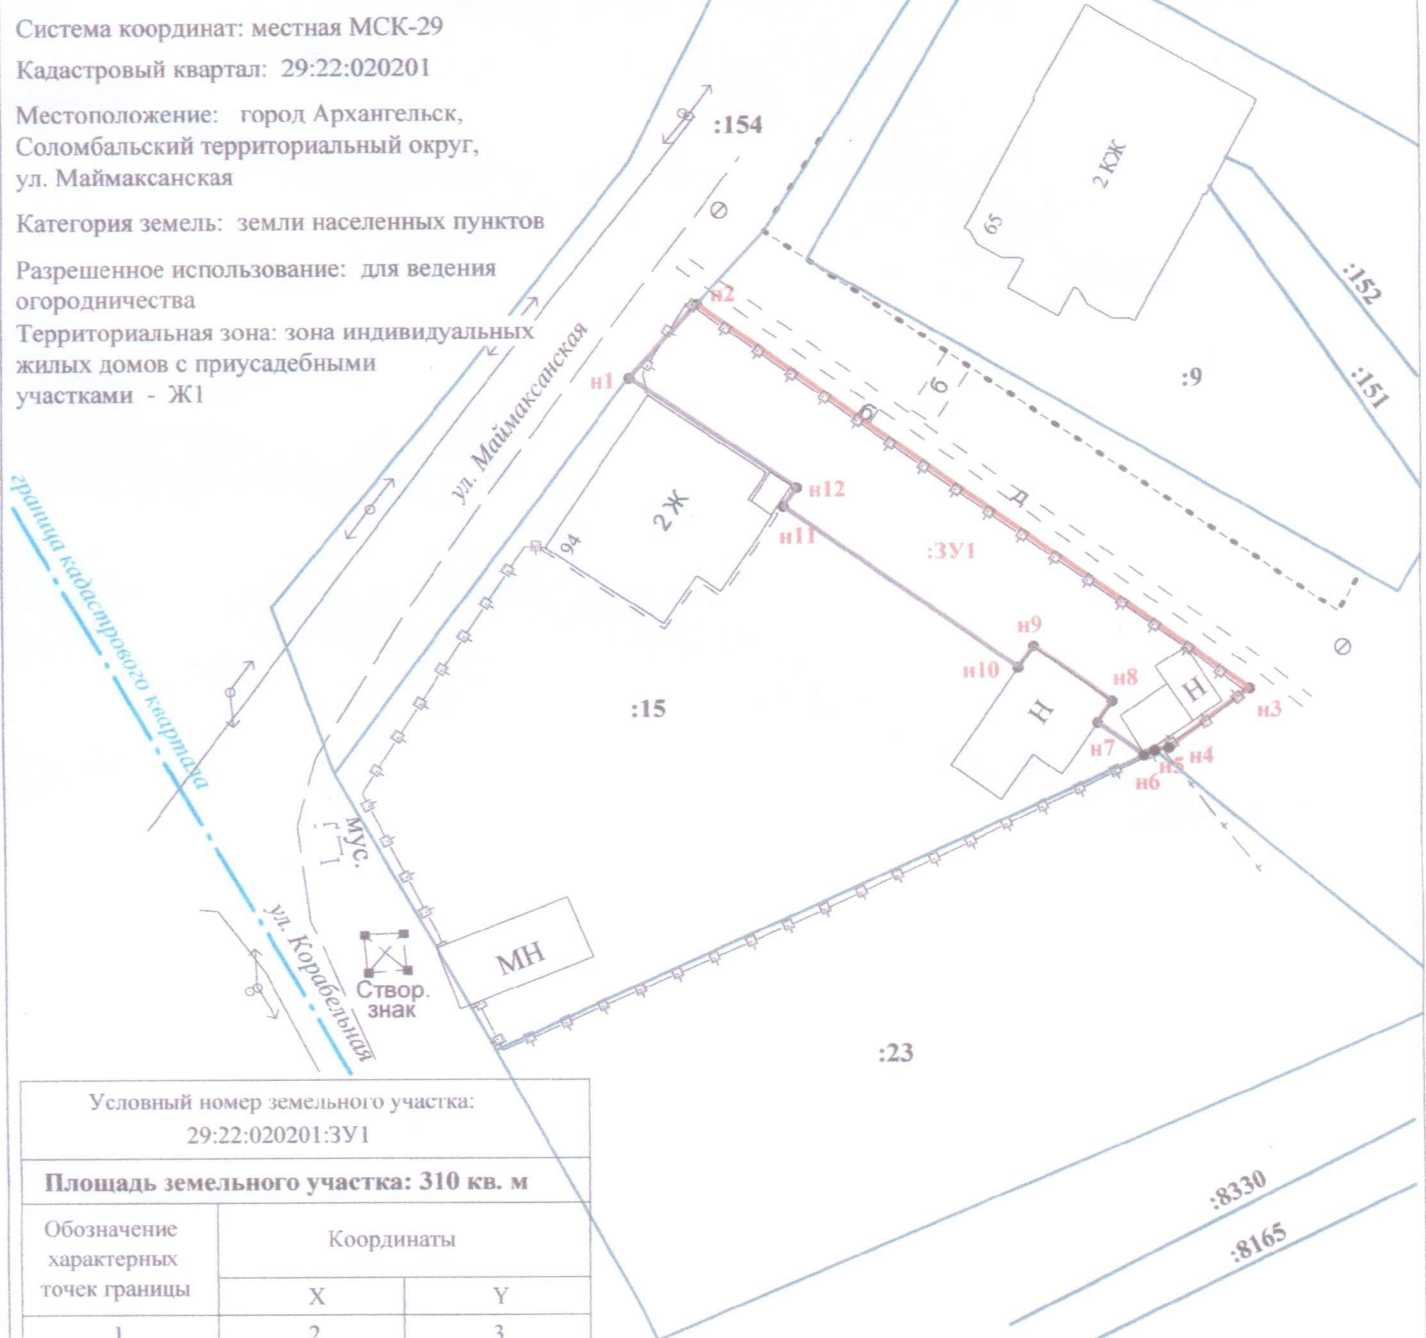 Система координат: местная МСК-29
Кадастровый квартал: 29:22:020201
Местоположение: город Архангельск,
Соломбальский территориальный округ,
ул. Маймаксанская
Категория земель: земли населенных пунктов
Разрешенное использование: для ведения
огородничества
Территориальная зона: зона индивидуальных
жилых домов с приусадебными
участками - Ж1
:154
2 КЖ
65
:152
:151
:9
н2
н1
ул. Маймаксанская
б
б
д
н12
н11
:ЗУ1
2 Ж
94
граница кадастрового квартала
н9
н10
н8
Н
Н
н3
н7
н4
н5
н6
:15
мус.
Г
ул. Корабельная
МН
Створ.
знак
:23
:8330
:8165
Условный номер земельного участка:
29:22:020201:ЗУ1
Площадь земельного участка: 310 кв. м
Обозначение
характерных
точек границы
Координаты
X
Y
1
2
3